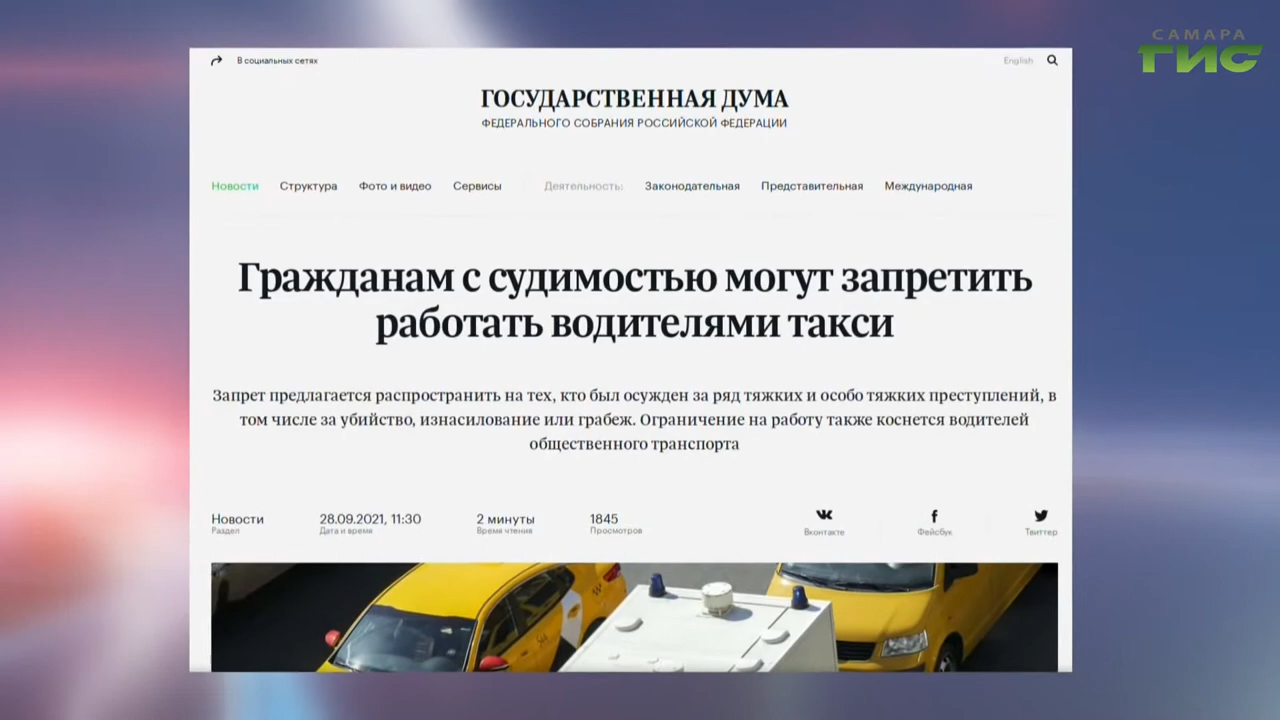 САМАРА
ГИС
В социальных сетях
English
ГОСУДАРСТВЕННАЯ ДУМА
ФЕДЕРАЛЬНОГО СОБРАНИЯ РОССИЙСКОЙ ФЕДЕРАЦИИ
Новости Структура Фото и видео Сервисы Деятельность: Законодательная Представительная Международная
Гражданам с судимостью могут запретить
работать водителями такси
Запрет предлагается распространить на тех, кто был осужден за ряд тяжких и особо тяжких преступлений, в
том числе за убийство, изнасилование или грабеж. Ограничение на работу также коснется водителей
общественного транспорта
Новости 28.09.2021, 11:30 2 минуты 1845
Раздел Дата и время Время чтения Просмотров Вконтакте Фейсбук Твиттер